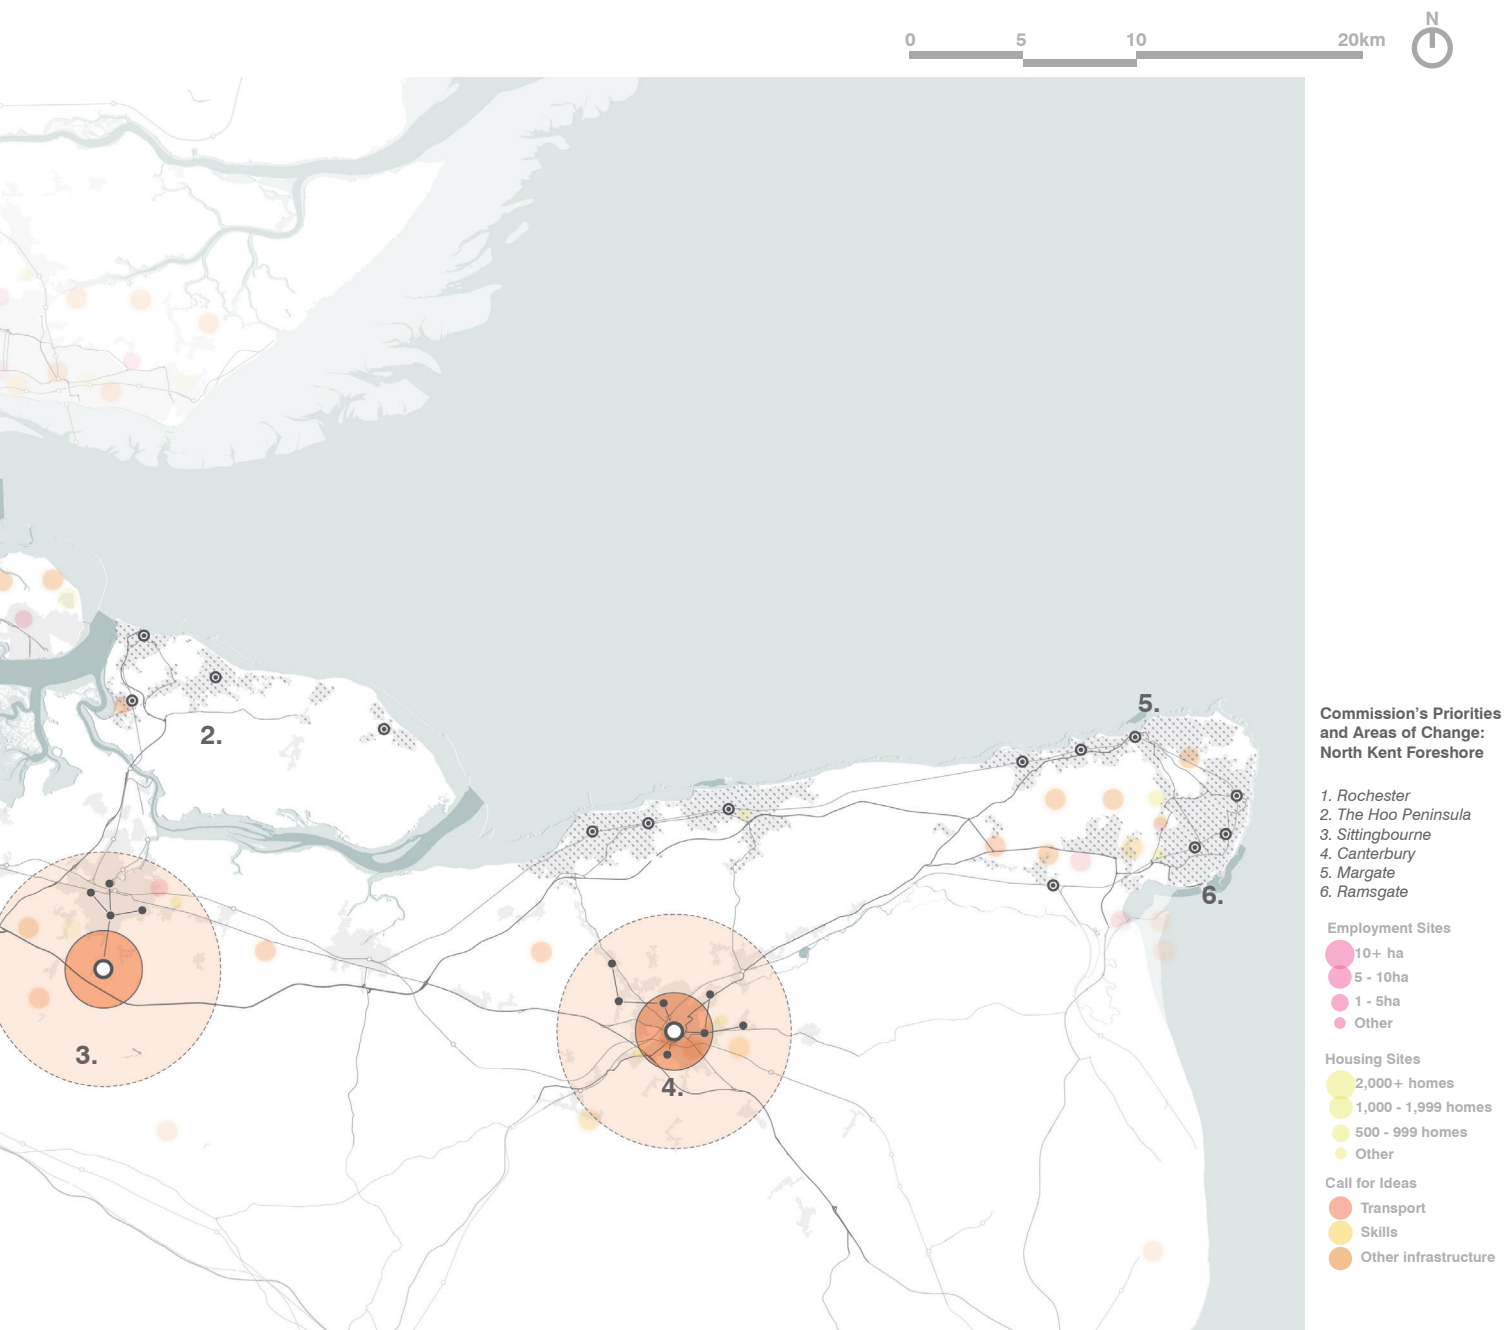 N
0 5 10 20km
5.
2.
6.
3.
4.
Commission's Priorities
and Areas of Change:
North Kent Foreshore
1. Rochester
2. The Hoo Peninsula
3. Sittingbourne
4. Canterbury
5. Margate
6. Ramsgate
Employment Sites
10+ ha
5 - 10ha
1 - 5ha
Other
Housing Sites
2,000+ homes
1,000 - 1,999 homes
500 - 999 homes
Other
Call for Ideas
Transport
Skills
Other infrastructure